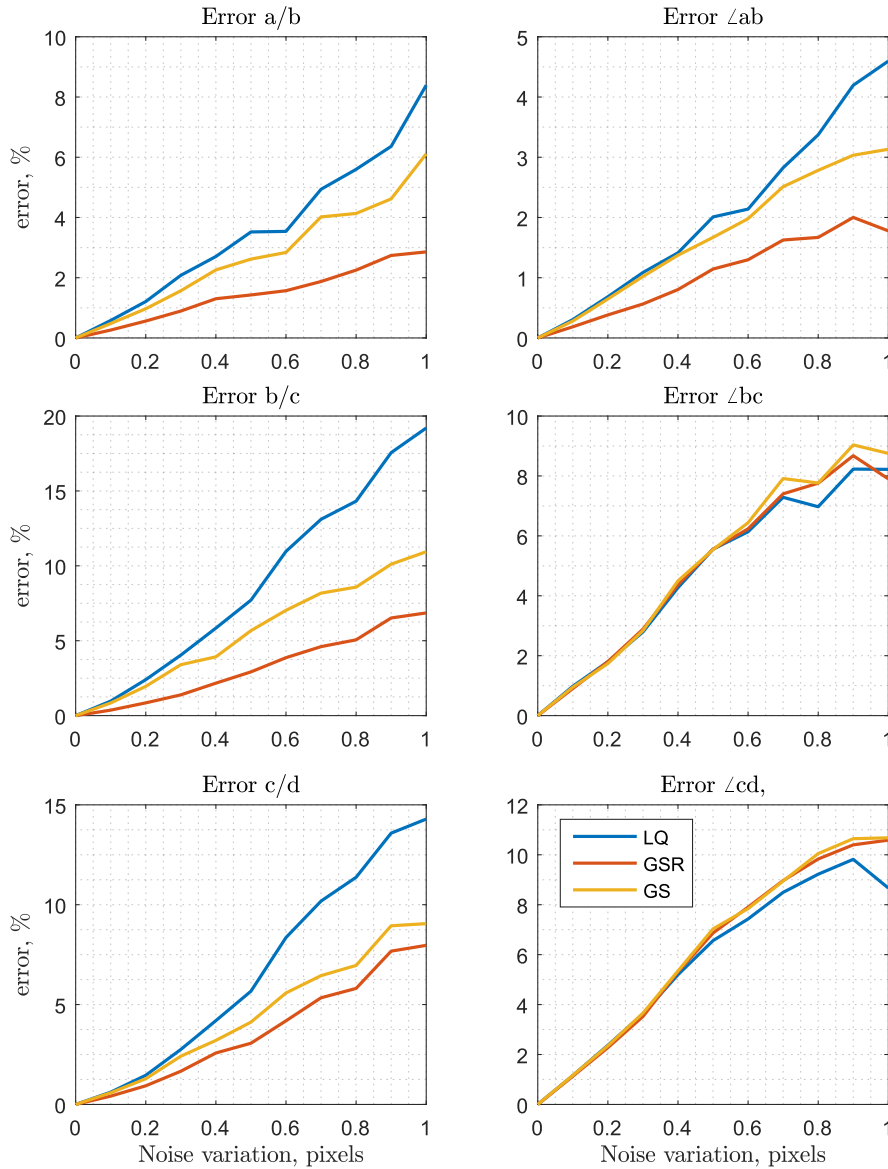 Error a/b
error, %
10
8
6
4
2
0
0 0.2 0.4 0.6 0.8 1
Error ∠ab
5
4
3
2
1
0
0 0.2 0.4 0.6 0.8 1
Error b/c
error, %
20
15
10
5
0
0 0.2 0.4 0.6 0.8 1
Error ∠bc
10
8
6
4
2
0
0 0.2 0.4 0.6 0.8 1
Error c/d
error, %
15
10
5
0
0 0.2 0.4 0.6 0.8 1
Noise variation, pixels
Error ∠cd,
12
10
8
6
4
2
0
LQ
GSR
GS
0 0.2 0.4 0.6 0.8 1
Noise variation, pixels